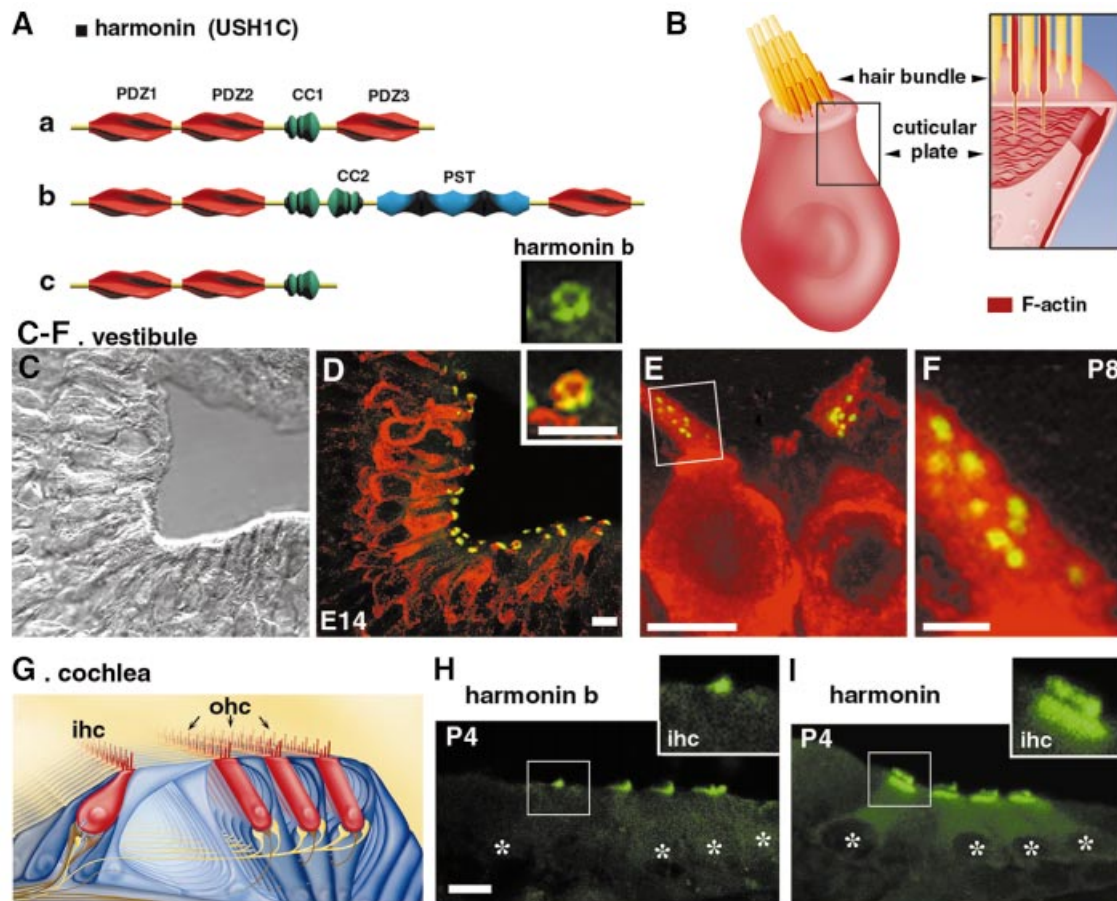 A ■ harmonin (USH1C)
PDZ1 PDZ2 CC1 PDZ3
a
CC2 PST
b
c
harmonin b
B
hair bundle
cuticular
plate
F-actin
C-F . vestibule
C
D
E14
E
F P8
G . cochlea
ihc
ohc
H
harmonin b
P4
ihc
* * * *
I
harmonin
P4
ihc
* * * *